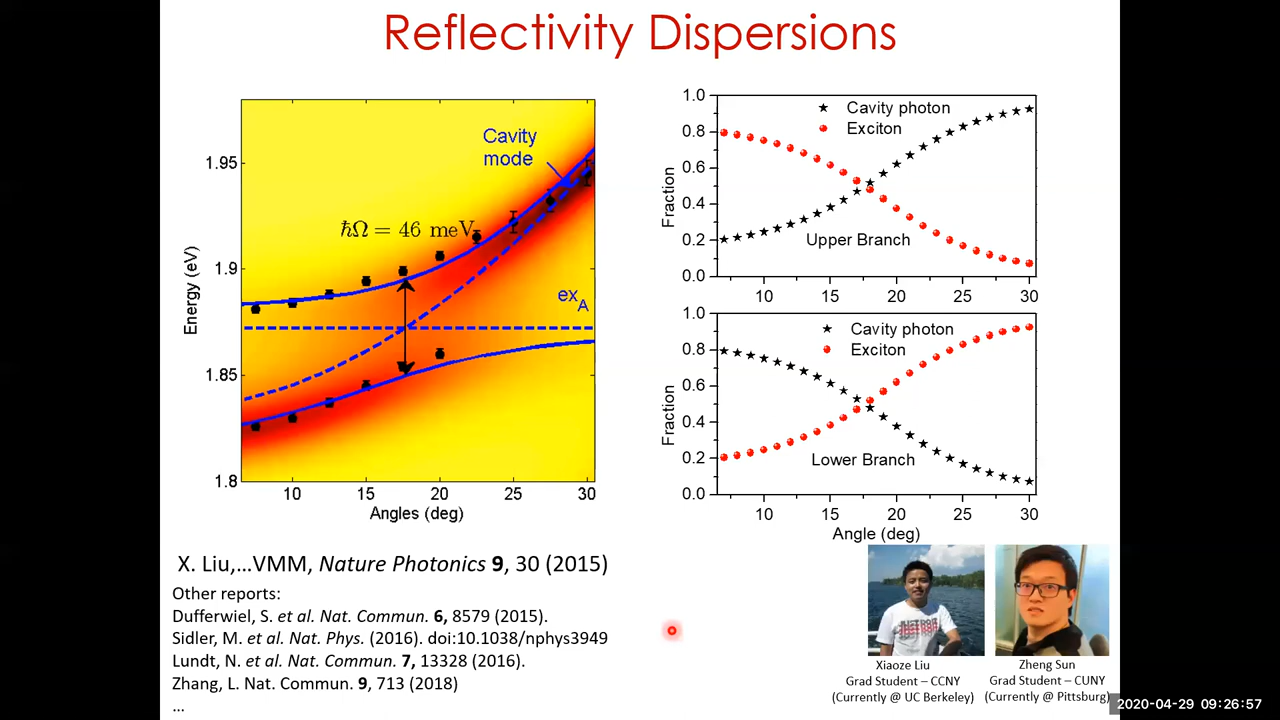 Reflectivity Dispersions
Cavity
mode
ħΩ = 46 meV
ex_A
1.95
1.9
1.85
1.8
Energy (eV)
10 15 20 25 30
Angles (deg)
1.0
0.8
0.6
0.4
0.2
0.0
Fraction
Cavity photon
Exciton
Upper Branch
10 15 20 25 30
1.0
0.8
0.6
0.4
0.2
0.0
Fraction
Cavity photon
Exciton
Lower Branch
10 15 20 25 30
Angle (deg)
X. Liu,...VMM, Nature Photonics 9, 30 (2015)
Other reports:
Dufferwiel, S. et al. Nat. Commun. 6, 8579 (2015).
Sidler, M. et al. Nat. Phys. (2016). doi:10.1038/nphys3949
Lundt, N. et al. Nat. Commun. 7, 13328 (2016).
Zhang, L. Nat. Commun. 9, 713 (2018)
...
Xiaoze Liu
Grad Student – CCNY
(Currently @ UC Berkeley)
Zheng Sun
Grad Student – CUNY
(Currently @ Pittsburg)
2020-04-29 09:26:57